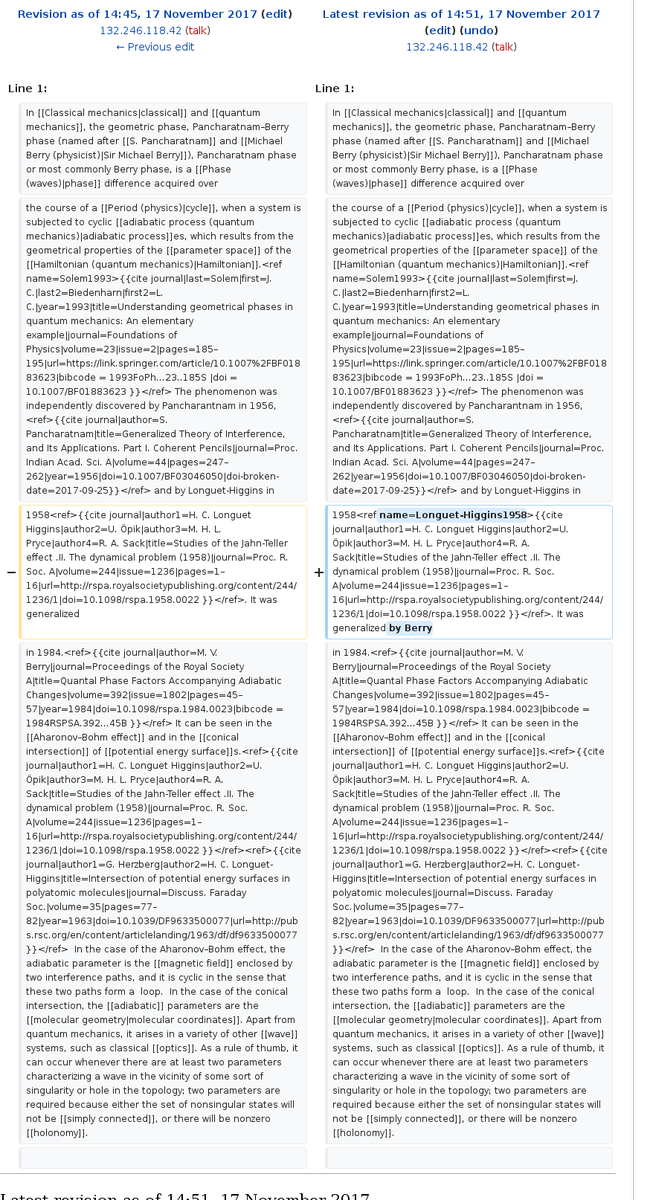 Revision as of 14:45, 17 November 2017 (edit)
132.246.118.42 (talk)
← Previous edit
Latest revision as of 14:51, 17 November 2017
(edit) (undo)
132.246.118.42 (talk)
Line 1:
In [[Classical mechanics|classical]] and [[quantum
mechanics]], the geometric phase, Pancharatnam–Berry
phase (named after [[S. Pancharatnam]] and [[Michael
Berry (physicist)|Sir Michael Berry]]), Pancharatnam phase
or most commonly Berry phase, is a [[Phase
(waves)|phase]] difference acquired over
the course of a [[Period (physics)|cycle]], when a system is
subjected to cyclic [[adiabatic process (quantum
mechanics)|adiabatic process]]es, which results from the
geometrical properties of the [[parameter space]] of the
[[Hamiltonian (quantum mechanics)|Hamiltonian]].<ref
name=Solem1993>{{cite journal|last=Solem|first=J.
C.|last2=Biedenharn|first2=L.
C.|year=1993|title=Understanding geometrical phases in
quantum mechanics: An elementary
example|journal=Foundations of
Physics|volume=23|issue=2|pages=185–
195|url=https://link.springer.com/article/10.1007%2FBF018
83623|bibcode = 1993FoPh...23..185S |doi =
10.1007/BF01883623 }}</ref> The phenomenon was
independently discovered by Pancharantnam in 1956,
<ref>{{cite journal|author=S.
Pancharatnam|title=Generalized Theory of Interference,
and Its Applications. Part I. Coherent Pencils|journal=Proc.
Indian Acad. Sci. A|volume=44|pages=247–
262|year=1956|doi=10.1007/BF03046050|doi-broken-
date=2017-09-25}}</ref> and by Longuet-Higgins in
− 1958<ref>{{cite journal|author1=H. C. Longuet
Higgins|author2=U. Öpik|author3=M. H. L.
Pryce|author4=R. A. Sack|title=Studies of the Jahn-Teller
effect .II. The dynamical problem (1958)|journal=Proc. R.
Soc. A|volume=244|issue=1236|pages=1–
16|url=http://rspa.royalsocietypublishing.org/content/244/
1236/1|doi=10.1098/rspa.1958.0022 }}</ref>. It was
generalized
in 1984.<ref>{{cite journal|author=M. V.
Berry|journal=Proceedings of the Royal Society
A|title=Quantal Phase Factors Accompanying Adiabatic
Changes|volume=392|issue=1802|pages=45–
57|year=1984|doi=10.1098/rspa.1984.0023|bibcode =
1984RSPSA.392...45B }}</ref> It can be seen in the
[[Aharonov–Bohm effect]] and in the [[conical
intersection]] of [[potential energy surface]]s.<ref>{{cite
journal|author1=H. C. Longuet Higgins|author2=U.
Öpik|author3=M. H. L. Pryce|author4=R. A.
Sack|title=Studies of the Jahn-Teller effect .II. The
dynamical problem (1958)|journal=Proc. R. Soc.
A|volume=244|issue=1236|pages=1–
16|url=http://rspa.royalsocietypublishing.org/content/244/
1236/1|doi=10.1098/rspa.1958.0022 }}</ref><ref>{{cite
journal|author1=G. Herzberg|author2=H. C. Longuet-
Higgins|title=Intersection of potential energy surfaces in
polyatomic molecules|journal=Discuss. Faraday
Soc.|volume=35|pages=77–
82|year=1963|doi=10.1039/DF9633500077|url=http://pub
s.rsc.org/en/content/articlelanding/1963/df/df9633500077
}}</ref>  In the case of the Aharonov–Bohm effect, the
adiabatic parameter is the [[magnetic field]] enclosed by
two interference paths, and it is cyclic in the sense that
these two paths form a  loop.  In the case of the conical
intersection, the [[adiabatic]] parameters are the
[[molecular geometry|molecular coordinates]]. Apart from
quantum mechanics, it arises in a variety of other [[wave]]
systems, such as classical [[optics]]. As a rule of thumb, it
can occur whenever there are at least two parameters
characterizing a wave in the vicinity of some sort of
singularity or hole in the topology; two parameters are
required because either the set of nonsingular states will
not be [[simply connected]], or there will be nonzero
[[holonomy]].
Line 1:
In [[Classical mechanics|classical]] and [[quantum
mechanics]], the geometric phase, Pancharatnam–Berry
phase (named after [[S. Pancharatnam]] and [[Michael
Berry (physicist)|Sir Michael Berry]]), Pancharatnam phase
or most commonly Berry phase, is a [[Phase
(waves)|phase]] difference acquired over
the course of a [[Period (physics)|cycle]], when a system is
subjected to cyclic [[adiabatic process (quantum
mechanics)|adiabatic process]]es, which results from the
geometrical properties of the [[parameter space]] of the
[[Hamiltonian (quantum mechanics)|Hamiltonian]].<ref
name=Solem1993>{{cite journal|last=Solem|first=J.
C.|last2=Biedenharn|first2=L.
C.|year=1993|title=Understanding geometrical phases in
quantum mechanics: An elementary
example|journal=Foundations of
Physics|volume=23|issue=2|pages=185–
195|url=https://link.springer.com/article/10.1007%2FBF018
83623|bibcode = 1993FoPh...23..185S |doi =
10.1007/BF01883623 }}</ref> The phenomenon was
independently discovered by Pancharantnam in 1956,
<ref>{{cite journal|author=S.
Pancharatnam|title=Generalized Theory of Interference,
and Its Applications. Part I. Coherent Pencils|journal=Proc.
Indian Acad. Sci. A|volume=44|pages=247–
262|year=1956|doi=10.1007/BF03046050|doi-broken-
date=2017-09-25}}</ref> and by Longuet-Higgins in
+ 1958<ref name=Longuet-Higgins1958>{{cite
journal|author1=H. C. Longuet Higgins|author2=U.
Öpik|author3=M. H. L. Pryce|author4=R. A.
Sack|title=Studies of the Jahn-Teller effect .II. The
dynamical problem (1958)|journal=Proc. R. Soc.
A|volume=244|issue=1236|pages=1–
16|url=http://rspa.royalsocietypublishing.org/content/244/
1236/1|doi=10.1098/rspa.1958.0022 }}</ref>. It was
generalized by Berry
in 1984.<ref>{{cite journal|author=M. V.
Berry|journal=Proceedings of the Royal Society
A|title=Quantal Phase Factors Accompanying Adiabatic
Changes|volume=392|issue=1802|pages=45–
57|year=1984|doi=10.1098/rspa.1984.0023|bibcode =
1984RSPSA.392...45B }}</ref> It can be seen in the
[[Aharonov–Bohm effect]] and in the [[conical
intersection]] of [[potential energy surface]]s.<ref>{{cite
journal|author1=H. C. Longuet Higgins|author2=U.
Öpik|author3=M. H. L. Pryce|author4=R. A.
Sack|title=Studies of the Jahn-Teller effect .II. The
dynamical problem (1958)|journal=Proc. R. Soc.
A|volume=244|issue=1236|pages=1–
16|url=http://rspa.royalsocietypublishing.org/content/244/
1236/1|doi=10.1098/rspa.1958.0022 }}</ref><ref>{{cite
journal|author1=G. Herzberg|author2=H. C. Longuet-
Higgins|title=Intersection of potential energy surfaces in
polyatomic molecules|journal=Discuss. Faraday
Soc.|volume=35|pages=77–
82|year=1963|doi=10.1039/DF9633500077|url=http://pub
s.rsc.org/en/content/articlelanding/1963/df/df9633500077
}}</ref>  In the case of the Aharonov–Bohm effect, the
adiabatic parameter is the [[magnetic field]] enclosed by
two interference paths, and it is cyclic in the sense that
these two paths form a  loop.  In the case of the conical
intersection, the [[adiabatic]] parameters are the
[[molecular geometry|molecular coordinates]]. Apart from
quantum mechanics, it arises in a variety of other [[wave]]
systems, such as classical [[optics]]. As a rule of thumb, it
can occur whenever there are at least two parameters
characterizing a wave in the vicinity of some sort of
singularity or hole in the topology; two parameters are
required because either the set of nonsingular states will
not be [[simply connected]], or there will be nonzero
[[holonomy]].
Latest revision as of 14:51, 17 November 2017